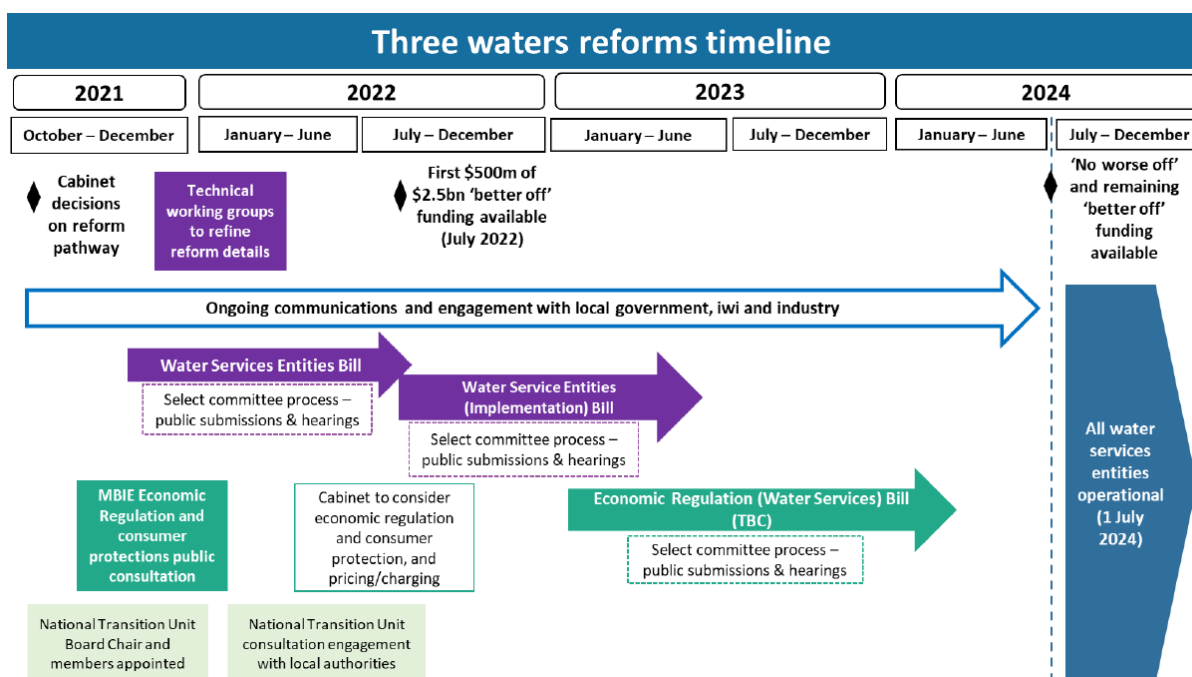 Three waters reforms timeline
2021
2022
2023
2024
October – December
January – June
July – December
January – June
July – December
January – June
July – December
Cabinet
decisions
on reform
pathway
Technical
working groups
to refine
reform details
First $500m of
$2.5bn ‘better off’
funding available
(July 2022)
‘No worse off’
and remaining
‘better off’
funding
available
Ongoing communications and engagement with local government, iwi and industry
Water Services Entities Bill
Select committee process –
public submissions & hearings
Water Service Entities
(Implementation) Bill
Select committee process –
public submissions & hearings
MBIE Economic
Regulation and
consumer
protections public
consultation
Cabinet to consider
economic regulation
and consumer
protection, and
pricing/charging
Economic Regulation (Water Services) Bill
(TBC)
Select committee process –
public submissions & hearings
All water
services
entities
operational
(1 July
2024)
National Transition Unit
Board Chair and
members appointed
National Transition Unit
consultation engagement
with local authorities